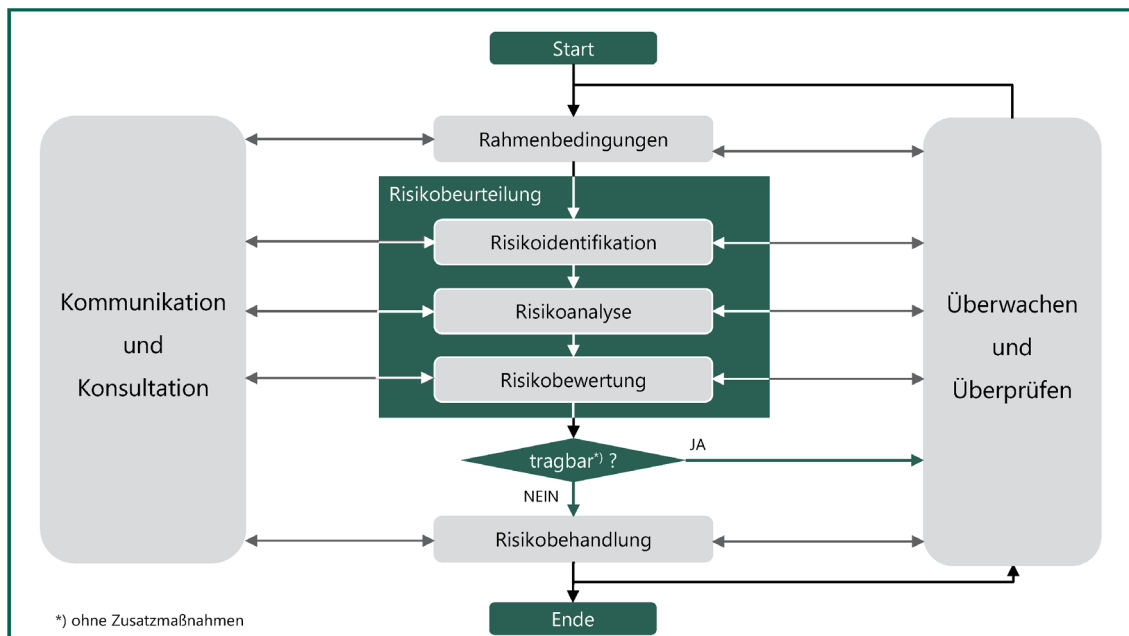 Start
Rahmenbedingungen
Risikobeurteilung
Risikoidentifikation
Risikoanalyse
Risikobewertung
Kommunikation
und
Konsultation
Überwachen
und
Überprüfen
tragbar*) ?
JA
NEIN
Risikobehandlung
Ende
*) ohne Zusatzmaßnahmen